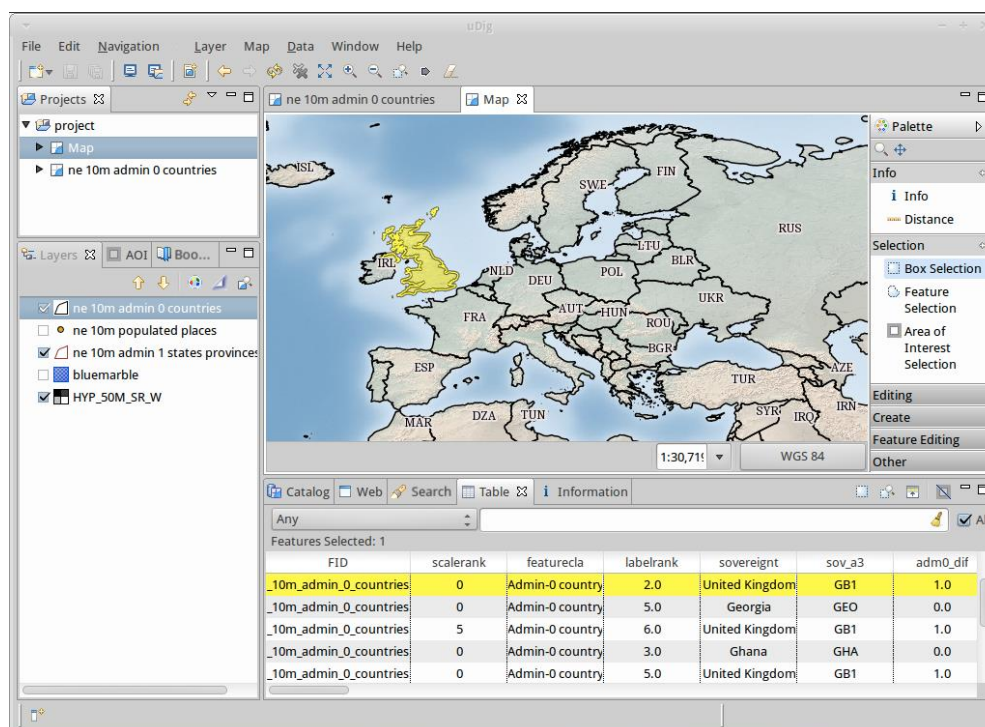 uDig
File Edit Navigation Layer Map Data Window Help
Projects
project
Map
ne 10m admin 0 countries
Layers AOI Boo...
ne 10m admin 0 countries
ne 10m populated places
ne 10m admin 1 states provinces
bluemarble
HYP_50M_SR_W
ne 10m admin 0 countries Map
ISL
SWE
FIN
RUS
IRL
LTU
BLR
NLD
DEU
POL
UKR
FRA
AUT
HUN
ROU
BGR
ESP
TUR
AZE
MAR
DZA
TUN
SYR
IRQ
IRN
1:30,71
WGS 84
Palette
Info
Info
Distance
Selection
Box Selection
Feature
Selection
Area of
Interest
Selection
Editing
Create
Feature Editing
Other
Catalog Web Search Table Information
Any
Features Selected: 1
FID scalerank featurecla labelrank sovereignt sov_a3 adm0_dif
_10m_admin_0_countries 0 Admin-0 country 2.0 United Kingdom GB1 1.0
_10m_admin_0_countries 0 Admin-0 country 5.0 Georgia GEO 0.0
_10m_admin_0_countries 5 Admin-0 country 6.0 United Kingdom GB1 1.0
_10m_admin_0_countries 0 Admin-0 country 3.0 Ghana GHA 0.0
_10m_admin_0_countries 0 Admin-0 country 5.0 United Kingdom GB1 1.0